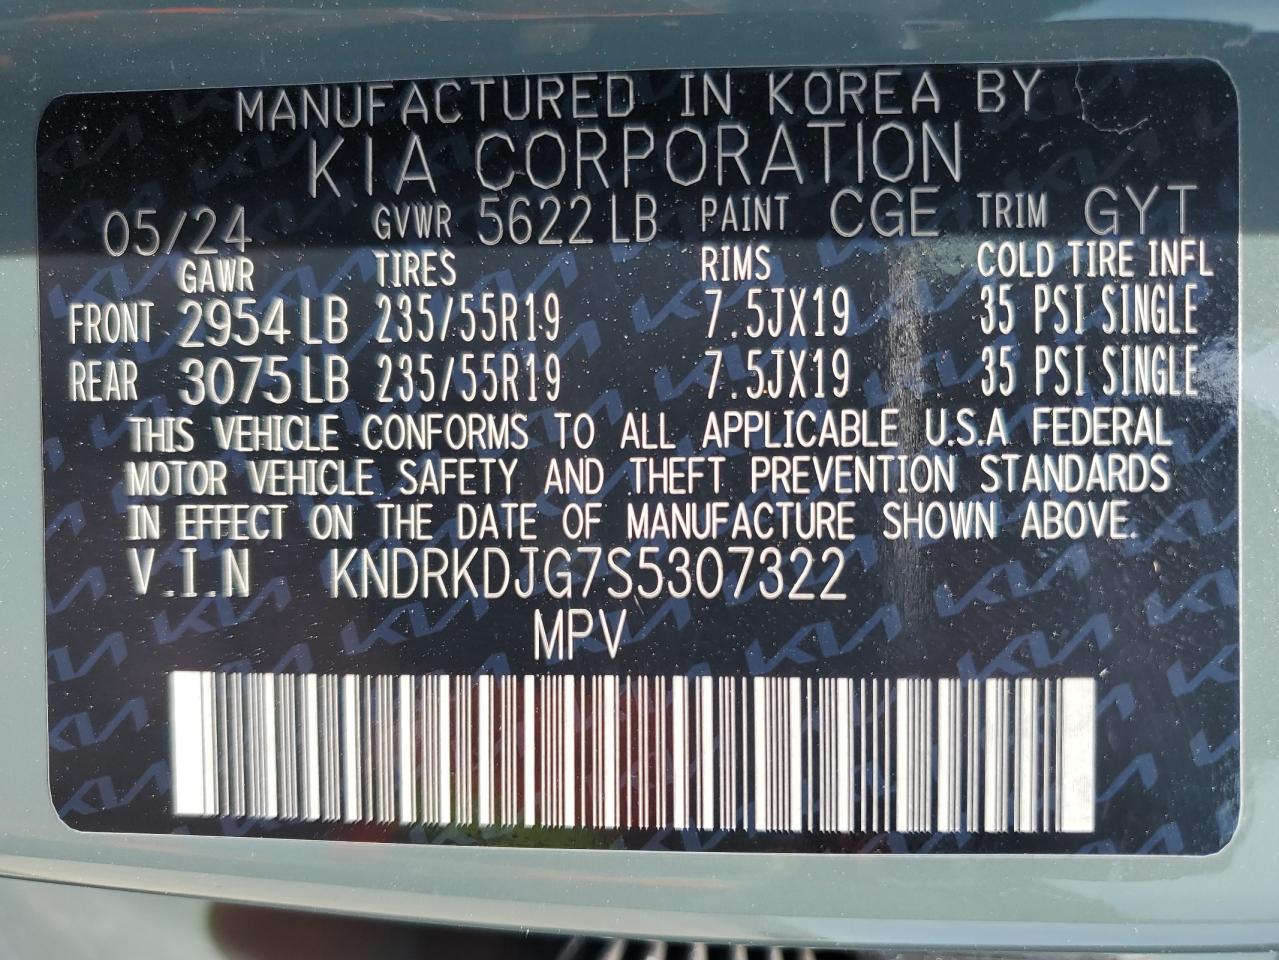 MANUFACTURED IN KOREA BY
KIA CORPORATION
05/24 GVWR 5622 LB PAINT CGE TRIM GYT
GAWR TIRES RIMS COLD TIRE INFL
FRONT 2954 LB 235/55R19 7.5JX19 35 PSI SINGLE
REAR 3075 LB 235/55R19 7.5JX19 35 PSI SINGLE
THIS VEHICLE CONFORMS TO ALL APPLICABLE U.S.A FEDERAL
MOTOR VEHICLE SAFETY AND THEFT PREVENTION STANDARDS
IN EFFECT ON THE DATE OF MANUFACTURE SHOWN ABOVE.
V.I.N KNDRKDJG7S5307322
MPV